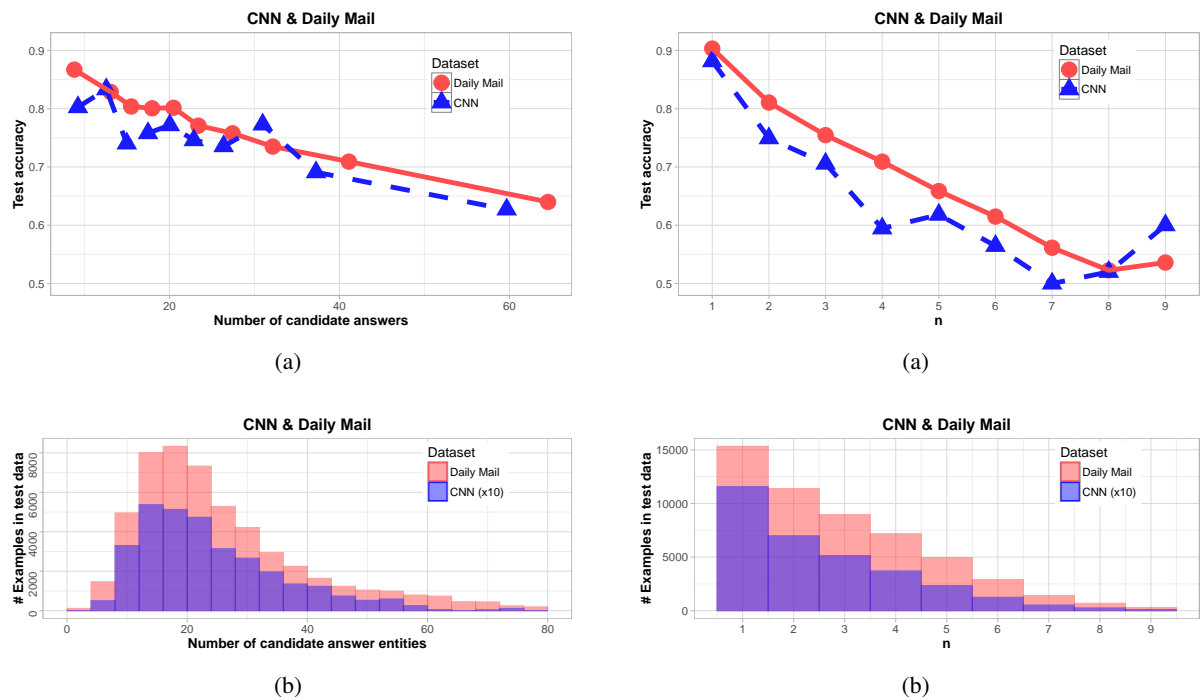 CNN & Daily Mail
0.9
0.8
0.7
0.6
0.5
Test accuracy
Dataset
Daily Mail
CNN
20
40
60
Number of candidate answers
(a)
CNN & Daily Mail
0.9
0.8
0.7
0.6
0.5
Test accuracy
Dataset
Daily Mail
CNN
1
2
3
4
5
6
7
8
9
n
(a)
CNN & Daily Mail
8000
6000
4000
2000
0
# Examples in test data
Dataset
Daily Mail
CNN (x10)
0
20
40
60
80
Number of candidate answer entities
(b)
CNN & Daily Mail
15000
10000
5000
0
# Examples in test data
Dataset
Daily Mail
CNN (x10)
1
2
3
4
5
6
7
8
9
n
(b)